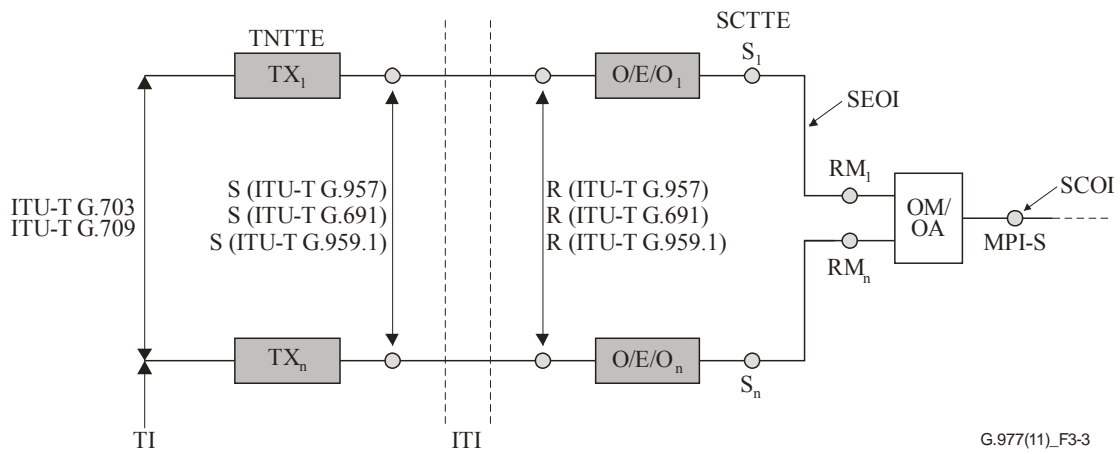 SCTTE
TNTTE
S1
TX1
O/E/O1
SEOI
RM1
SCOI
S (ITU-T G.957)
R (ITU-T G.957)
ITU-T G.703
S (ITU-T G.691)
R (ITU-T G.691)
OM/
ITU-T G.709
OA
S (ITU-T G.959.1)
R (ITU-T G.959.1)
MPI-S
RMn
TXn
O/E/On
Sn
TI
ITI
G.977(11)_F3-3